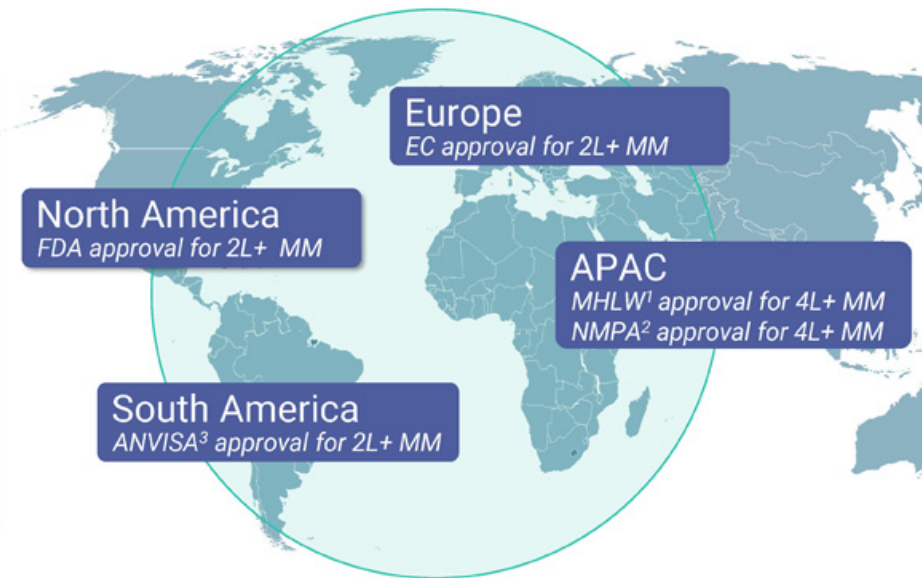 Europe
EC approval for 2L+ MM
North America
FDA approval for 2L+ MM
APAC
MHLW¹ approval for 4L+ MM
NMPA² approval for 4L+ MM
South America
ANVISA³ approval for 2L+ MM